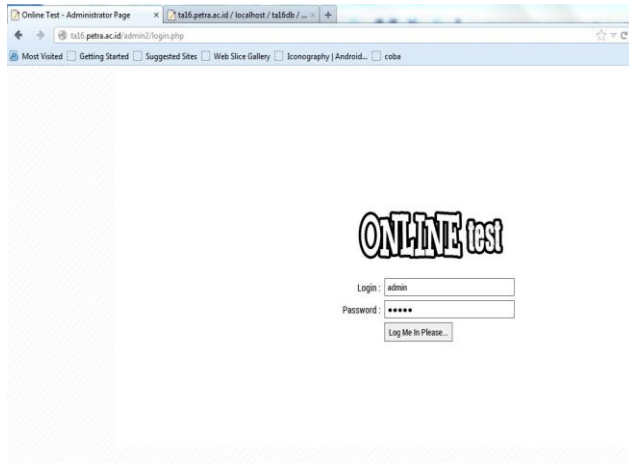 Online Test - Administrator Page
ta16.petra.ac.id / localhost / ta16db / ...
ta16.petra.ac.id/admin2/login.php
Most Visited Getting Started Suggested Sites Web Slice Gallery Iconography | Android... coba
ONLINE test
Login : admin
Password : •••••
Log Me In Please...